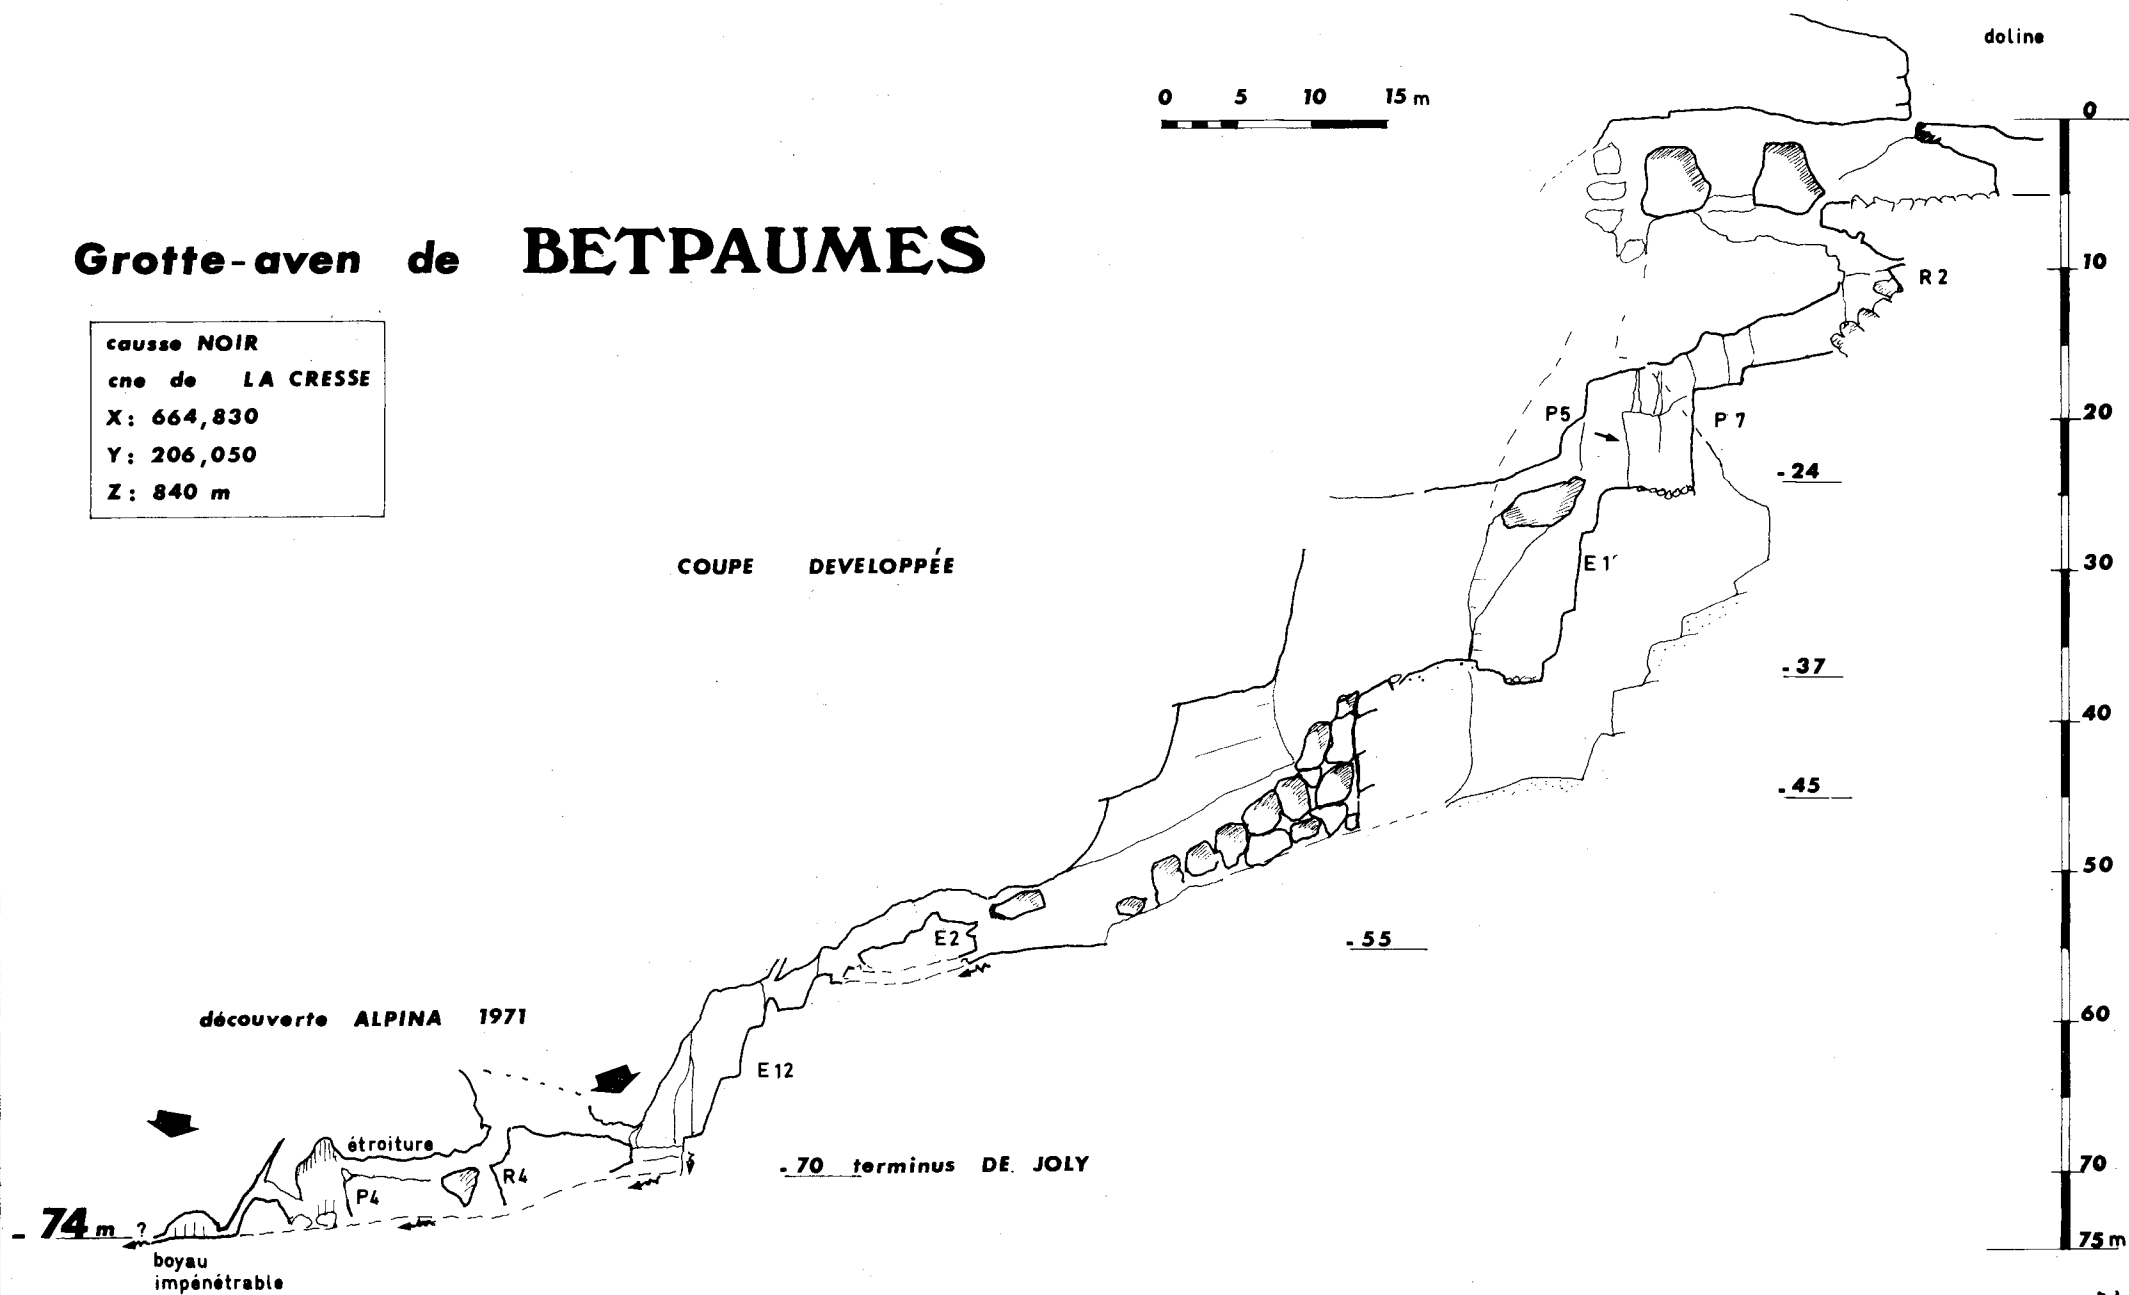 doline
0 5 10 15 m
0
Grotte-aven de BETPAUMES
10
R 2
causse NOIR
cne de LA CRESSE
X: 664,830
Y: 206,050
Z: 840 m
P5
P 7
20
- 24
COUPE DEVELOPPÉE
E 1'
30
- 37
40
- 45
50
E2
- 55
découverte ALPINA 1971
60
E 12
étroiture
- 70 terminus DE JOLY
70
R4
P4
- 74 m ?
75 m
boyau
impénétrable